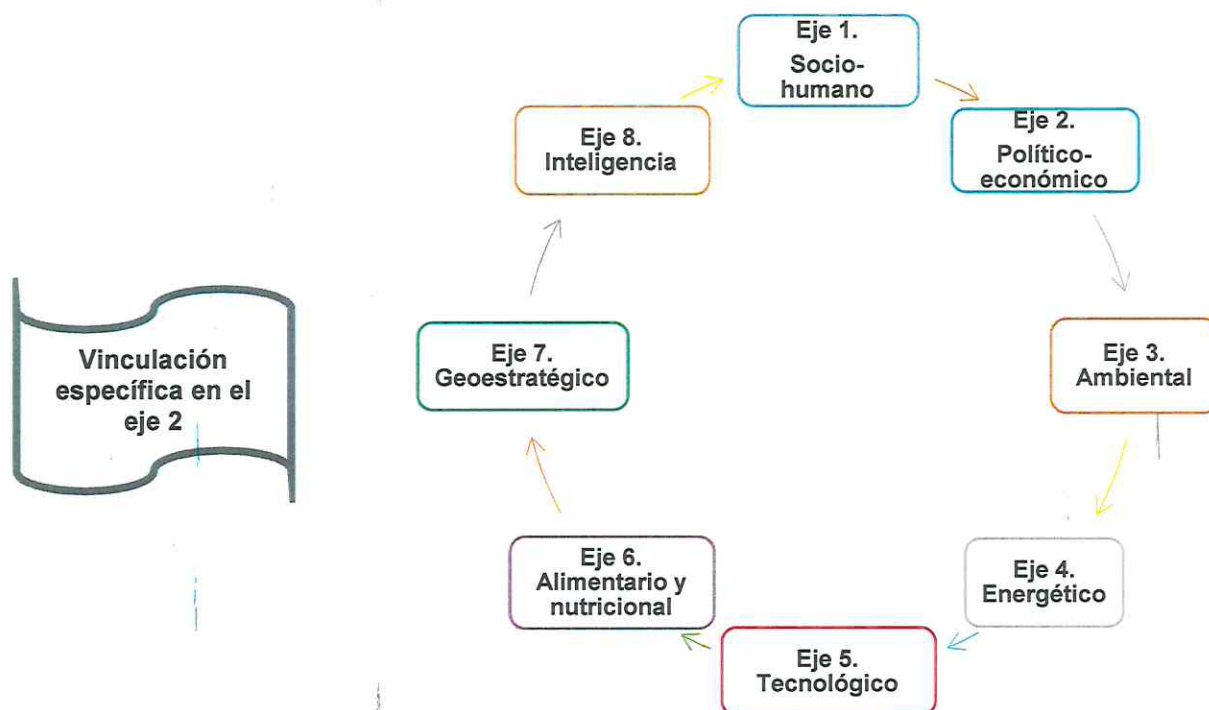 Eje 1.
Socio-
humano
Eje 2.
Político-
económico
Eje 3.
Ambiental
Eje 4.
Energético
Eje 5.
Tecnológico
Eje 6.
Alimentario y
nutricional
Eje 7.
Geoestratégico
Eje 8.
Inteligencia
Vinculación
específica en el
eje 2